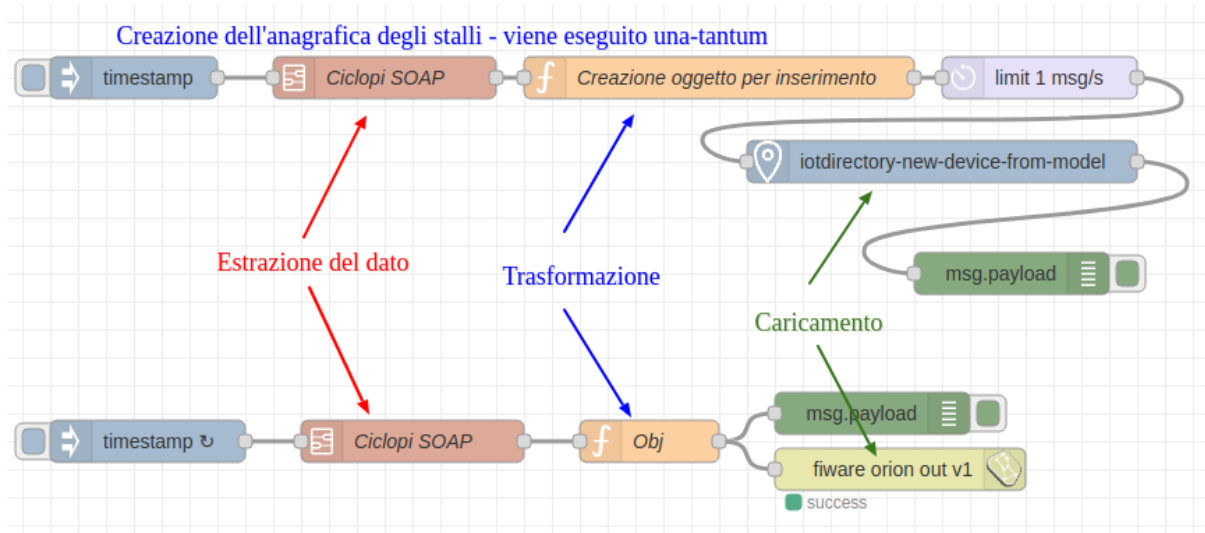 Creazione dell'anagrafica degli stalli - viene eseguito una-tantum
timestamp
Ciclopi SOAP
Creazione oggetto per inserimento
limit 1 msg/s
iotdirectory-new-device-from-model
msg.payload
Estrazione del dato
Trasformazione
Caricamento
timestamp ↻
Ciclopi SOAP
Obj
msg.payload
fiware orion out v1
success